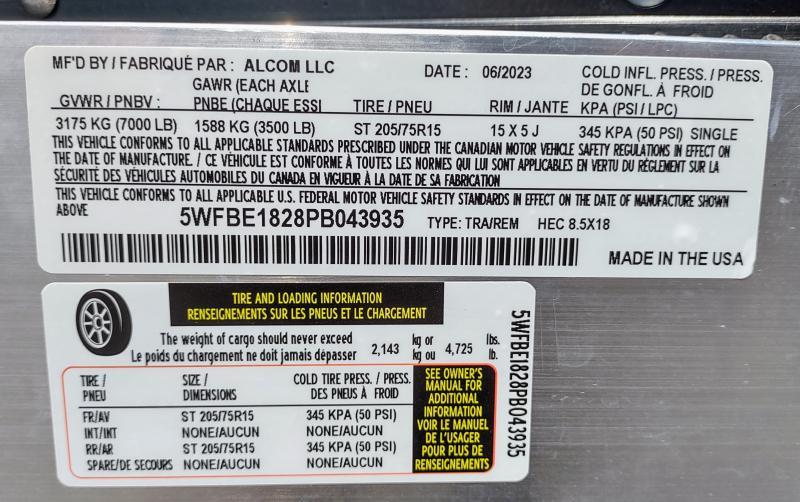 MF'D BY / FABRIQUÉ PAR : ALCOM LLC DATE : 06/2023 COLD INFL. PRESS. / PRESS.
GAWR (EACH AXLE DE GONFL. À FROID
GVWR / PNBV : PNBE (CHAQUE ESSI TIRE / PNEU RIM / JANTE KPA (PSI / LPC)
3175 KG (7000 LB) 1588 KG (3500 LB) ST 205/75R15 15 X 5 J 345 KPA (50 PSI) SINGLE
THIS VEHICLE CONFORMS TO ALL APPLICABLE STANDARDS PRESCRIBED UNDER THE CANADIAN MOTOR VEHICLE SAFETY REGULATIONS IN EFFECT ON
THE DATE OF MANUFACTURE. / CE VÉHICULE EST CONFORME À TOUTES LES NORMES QUI LUI SONT APPLICABLES EN VERTU DU RÈGLEMENT SUR LA
SÉCURITÉ DES VÉHICULES AUTOMOBILES DU CANADA EN VIGUEUR À LA DATE DE SA FABRICATION
THIS VEHICLE CONFORMS TO ALL APPLICABLE U.S. FEDERAL MOTOR VEHICLE SAFETY STANDARDS IN EFFECT ON THE DATE OF MANUFACTURE SHOWN
ABOVE 5WFBE1828PB043935 TYPE: TRA/REM HEC 8.5X18
MADE IN THE USA
TIRE AND LOADING INFORMATION
RENSEIGNEMENTS SUR LES PNEUS ET LE CHARGEMENT
The weight of cargo should never exceed kg or lbs.
Le poids du chargement ne doit jamais dépasser 2,143 kg ou 4,725 lb.
TIRE / SIZE / COLD TIRE PRESS. / PRESS.
PNEU DIMENSIONS DES PNEUS À FROID
FR/AV ST 205/75R15 345 KPA (50 PSI)
INT/INT NONE/AUCUN NONE/AUCUN
RR/AR ST 205/75R15 345 KPA (50 PSI)
SPARE/DE SECOURS NONE/AUCUN NONE/AUCUN
SEE OWNER'S
MANUAL FOR
ADDITIONAL
INFORMATION
VOIR LE MANUEL
DE L'USAGER
POUR PLUS DE
RENSEIGNEMENTS
5WFBE1828PB043935